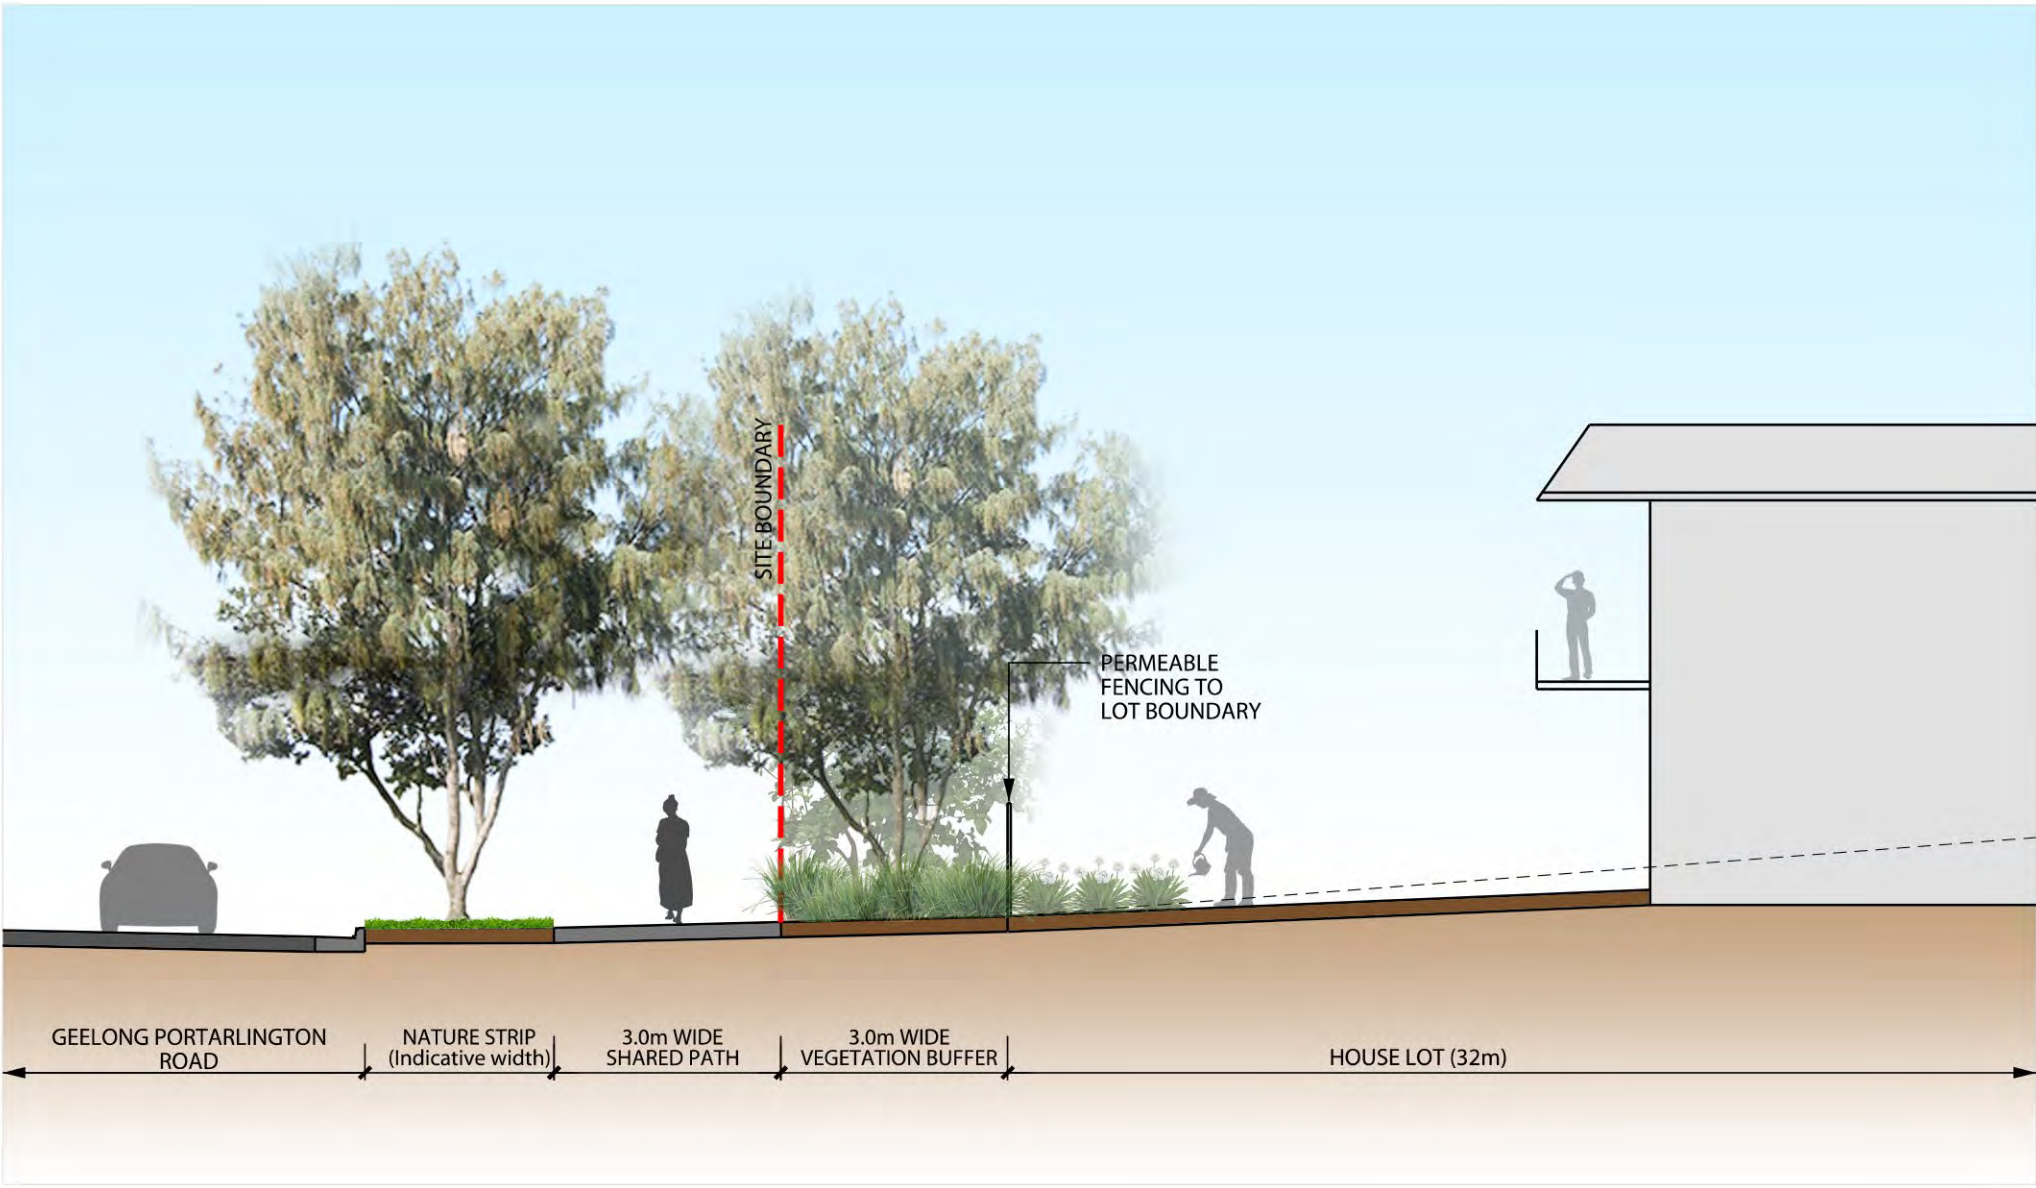 SITE BOUNDARY
PERMEABLE
FENCING TO
LOT BOUNDARY
GEELONG PORTARLINGTON
ROAD
NATURE STRIP
(Indicative width)
3.0m WIDE
SHARED PATH
3.0m WIDE
VEGETATION BUFFER
HOUSE LOT (32m)